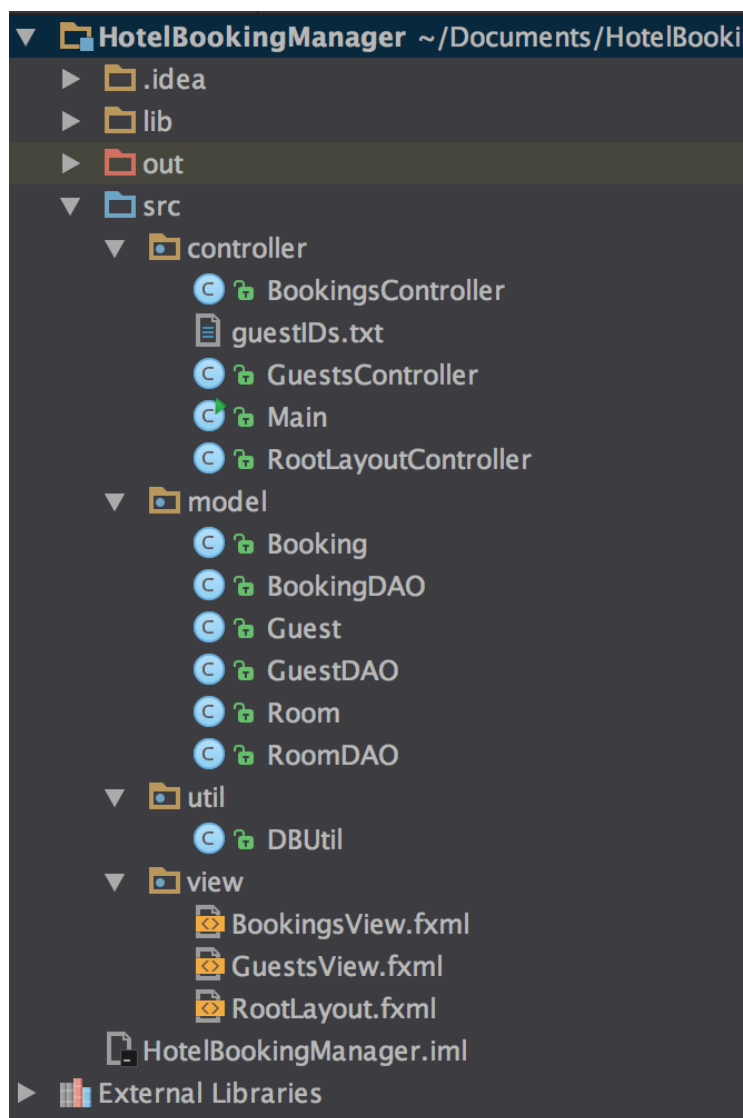 HotelBookingManager ~/Documents/HotelBooki
.idea
lib
out
src
controller
C BookingsController
guestIDs.txt
C GuestsController
C Main
C RootLayoutController
model
C Booking
C BookingDAO
C Guest
C GuestDAO
C Room
C RoomDAO
util
C DBUtil
view
BookingsView.fxml
GuestsView.fxml
RootLayout.fxml
HotelBookingManager.iml
External Libraries